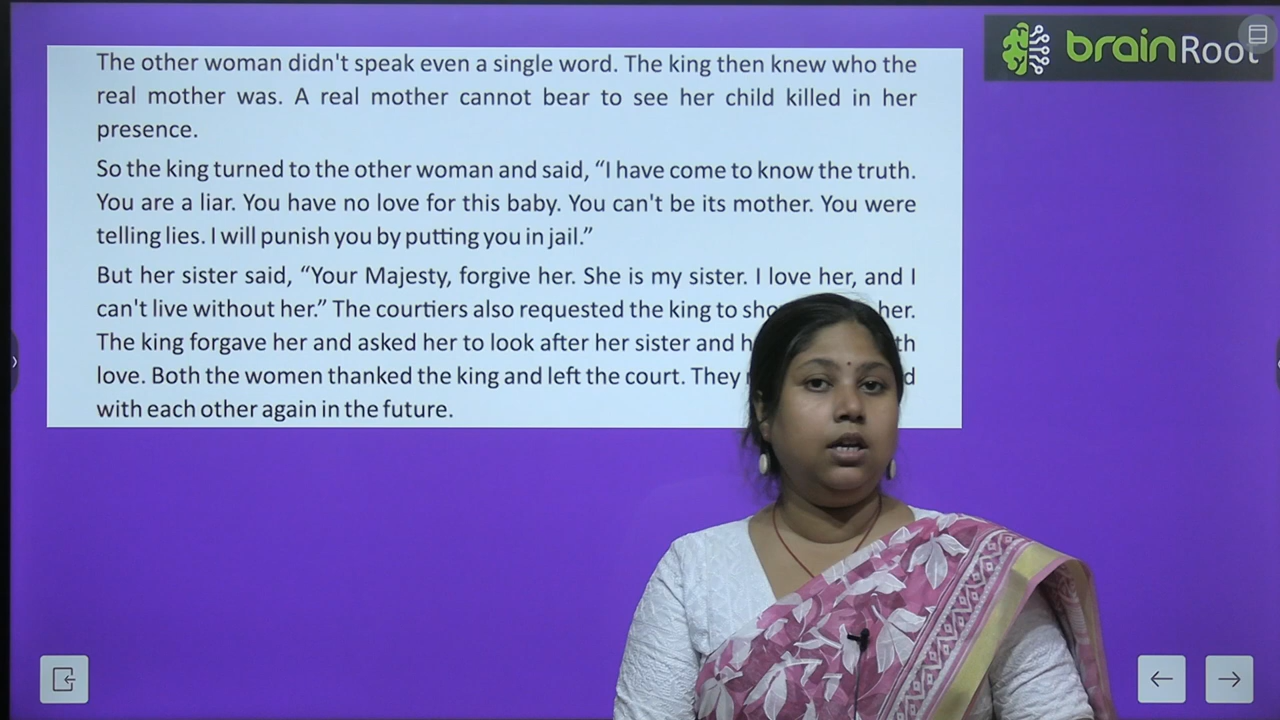 brainRoot
The other woman didn't speak even a single word. The king then knew who the
real mother was. A real mother cannot bear to see her child killed in her
presence.
So the king turned to the other woman and said, “I have come to know the truth.
You are a liar. You have no love for this baby. You can't be its mother. You were
telling lies. I will punish you by putting you in jail.”
But her sister said, “Your Majesty, forgive her. She is my sister. I love her, and I
can't live without her.” The courtiers also requested the king to her.
The king forgave her and asked her to look after her sister and
love. Both the women thanked the king and left the court. They
with each other again in the future.